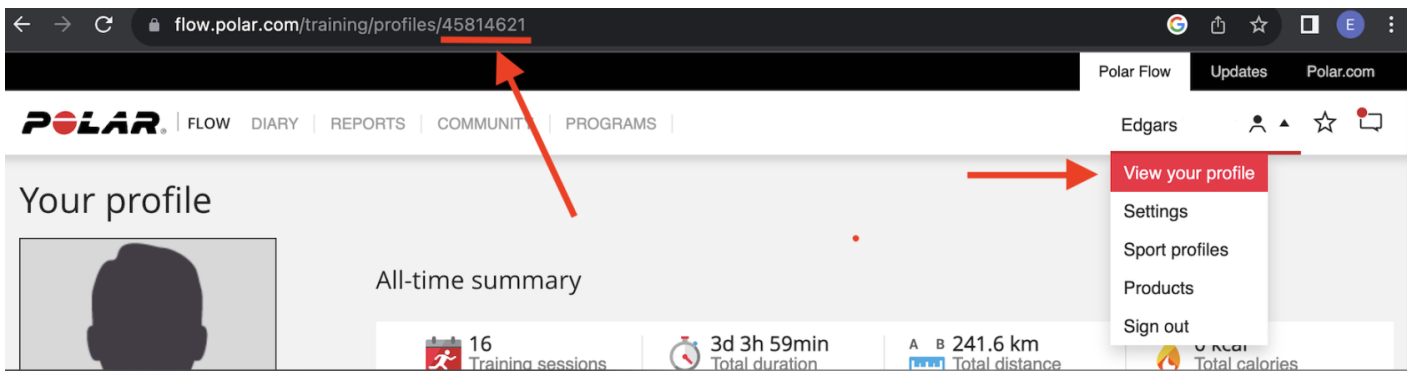 flow.polar.com/training/profiles/45814621 E
Polar Flow Updates Polar.com
POLAR. FLOW DIARY REPORTS COMMUNITY PROGRAMS Edgars
View your profile
Settings
Sport profiles
Products
Sign out
Your profile
All-time summary
16 3d 3h 59min A B 241.6 km
Training sessions Total duration Total distance Total calories